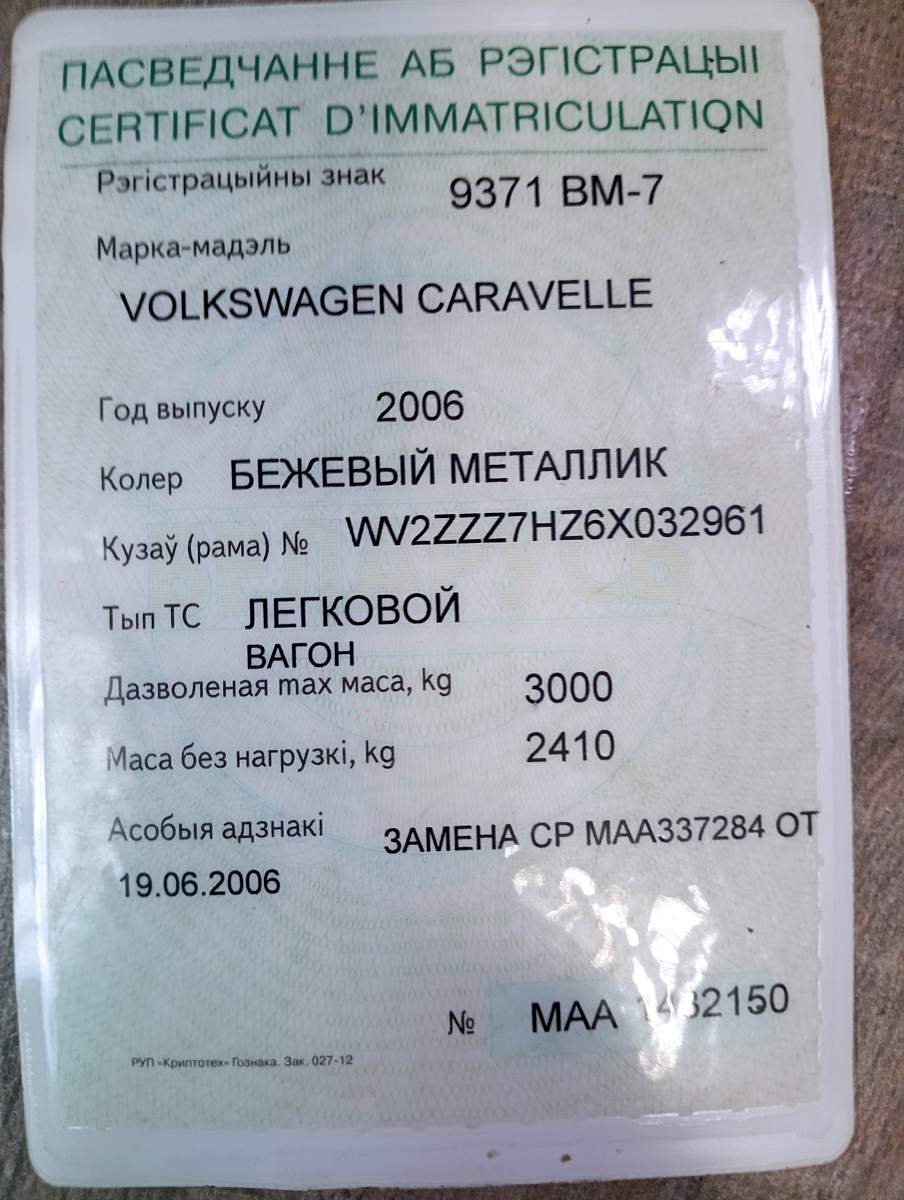 ПАСВЕДЧАННЕ АБ РЭГІСТРАЦЫІ
CERTIFICAT D'IMMATRICULATION
Рэгістрацыйны знак 9371 ВМ-7
Марка-мадэль
VOLKSWAGEN CARAVELLE
Год выпуску 2006
Колер БЕЖЕВЫЙ МЕТАЛЛИК
Кузаў (рама) № WV2ZZZ7HZ6X032961
Тып ТС ЛЕГКОВОЙ
ВАГОН
Дазволеная max маса, kg 3000
Маса без нагрузкі, kg 2410
Асобыя адзнакі ЗАМЕНА СР МАА337284 ОТ
19.06.2006
№ МАА
РУП «Криптотех» Гознака. Зак. 027-12